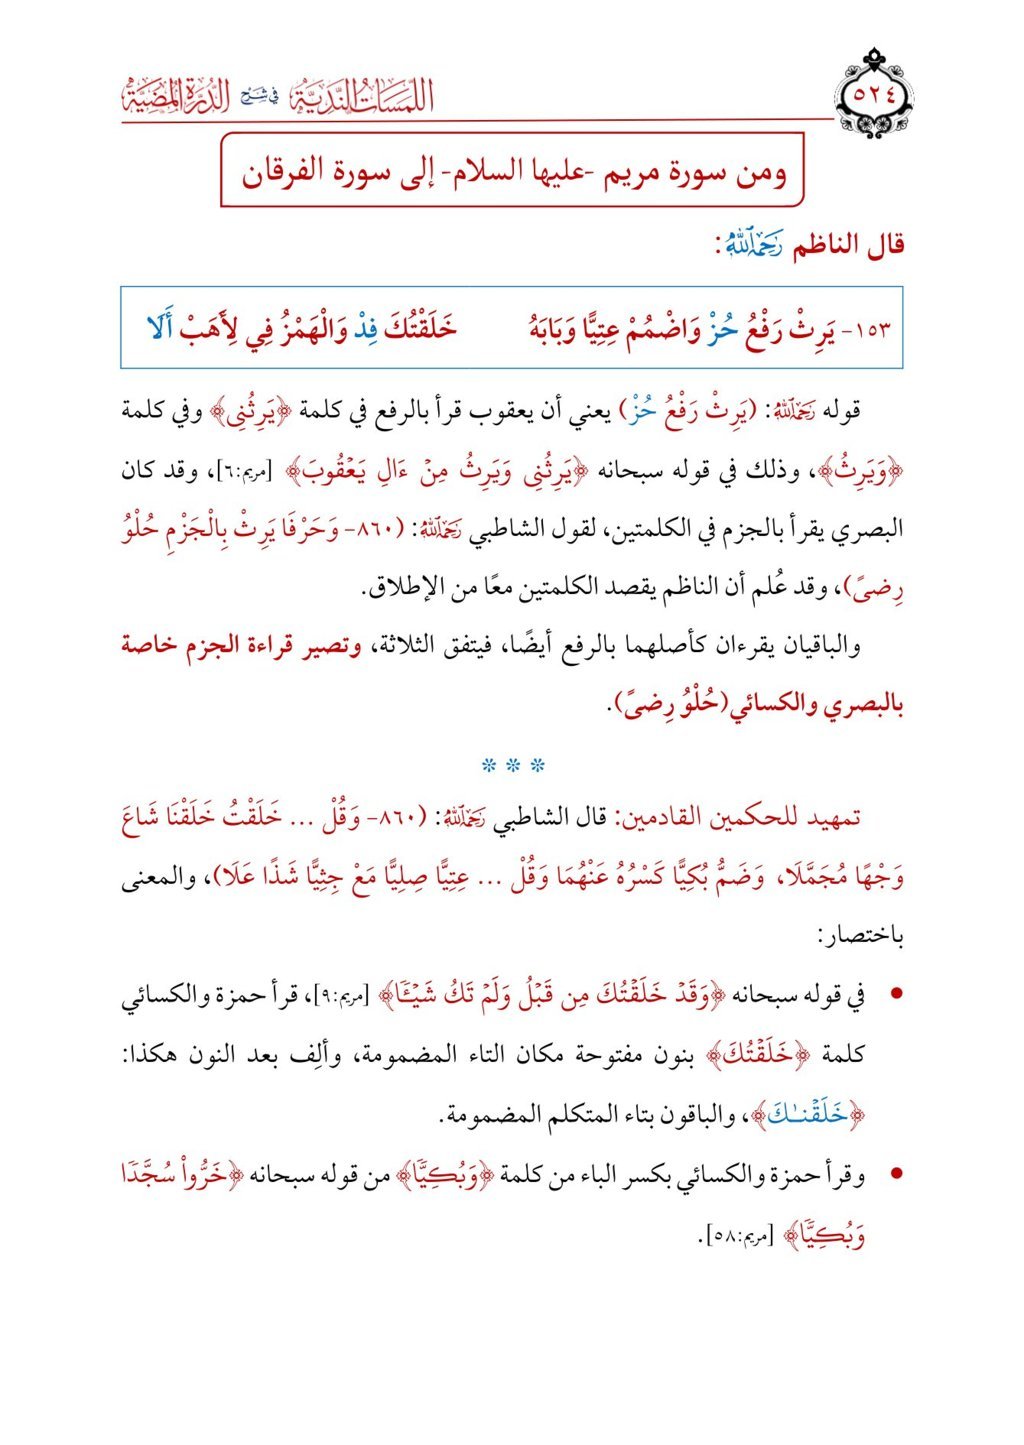 ٥٢٤
اللمسات الندية في شرح الدرة المضية
ومن سورة مريم -عليها السلام- إلى سورة الفرقان
قال الناظم رَحِمَهُ اللَّهُ:
١٥٣- يَرِثْ رَفْعُ حُزْ وَاضْمُمْ عِتِيًّا وَبَابَهُ خَلَقْتُكَ فِدْ وَالْهَمْزُ فِي لِأَهَبْ أَلَا
قوله رَحِمَهُ اللَّهُ: (يَرِثْ رَفْعُ حُزْ) يعني أن يعقوب قرأ بالرفع في كلمة ﴿يَرِثُنِى﴾ وفي كلمة
﴿وَيَرِثُ﴾، وذلك في قوله سبحانه ﴿يَرِثُنِى وَيَرِثُ مِنْ ءَالِ يَعْقُوبَ﴾ [مريم:٦]، وقد كان
البصري يقرأ بالجزم في الكلمتين، لقول الشاطبي رَحِمَهُ اللَّهُ: (٨٦٠- وَحَرْفَا يَرِثْ بِالْجَزْمِ حُلْوُ
رِضىً)، وقد عُلم أن الناظم يقصد الكلمتين معًا من الإطلاق.
والباقيان يقرءان كأصلهما بالرفع أيضًا، فيتفق الثلاثة، وتصير قراءة الجزم خاصة
بالبصري والكسائي(حُلْوُ رِضىً).
* * *
تمهيد للحكمين القادمين: قال الشاطبي رَحِمَهُ اللَّهُ: (٨٦٠- وَقُلْ ... خَلَقْتُ خَلَقْنَا شَاعَ
وَجْهًا مُجَمَّلَا، وَضَمُّ بُكِيًّا كَسْرُهُ عَنْهُمَا وَقُلْ ... عِتِيًّا صِلِيًّا مَعْ جِثِيًّا شَذًا عَلَا)، والمعنى
باختصار:
• في قوله سبحانه ﴿وَقَدْ خَلَقْتُكَ مِن قَبْلُ وَلَمْ تَكُ شَيْـًٔا﴾ [مريم:٩]، قرأ حمزة والكسائي
كلمة ﴿خَلَقْتُكَ﴾ بنون مفتوحة مكان التاء المضمومة، وألِف بعد النون هكذا:
﴿خَلَقْنَـٰكَ﴾، والباقون بتاء المتكلم المضمومة.
• وقرأ حمزة والكسائي بكسر الباء من كلمة ﴿وَبُكِيًّا﴾ من قوله سبحانه ﴿خَرُّواْ سُجَّدًا
وَبُكِيًّا﴾ [مريم:٥٨].